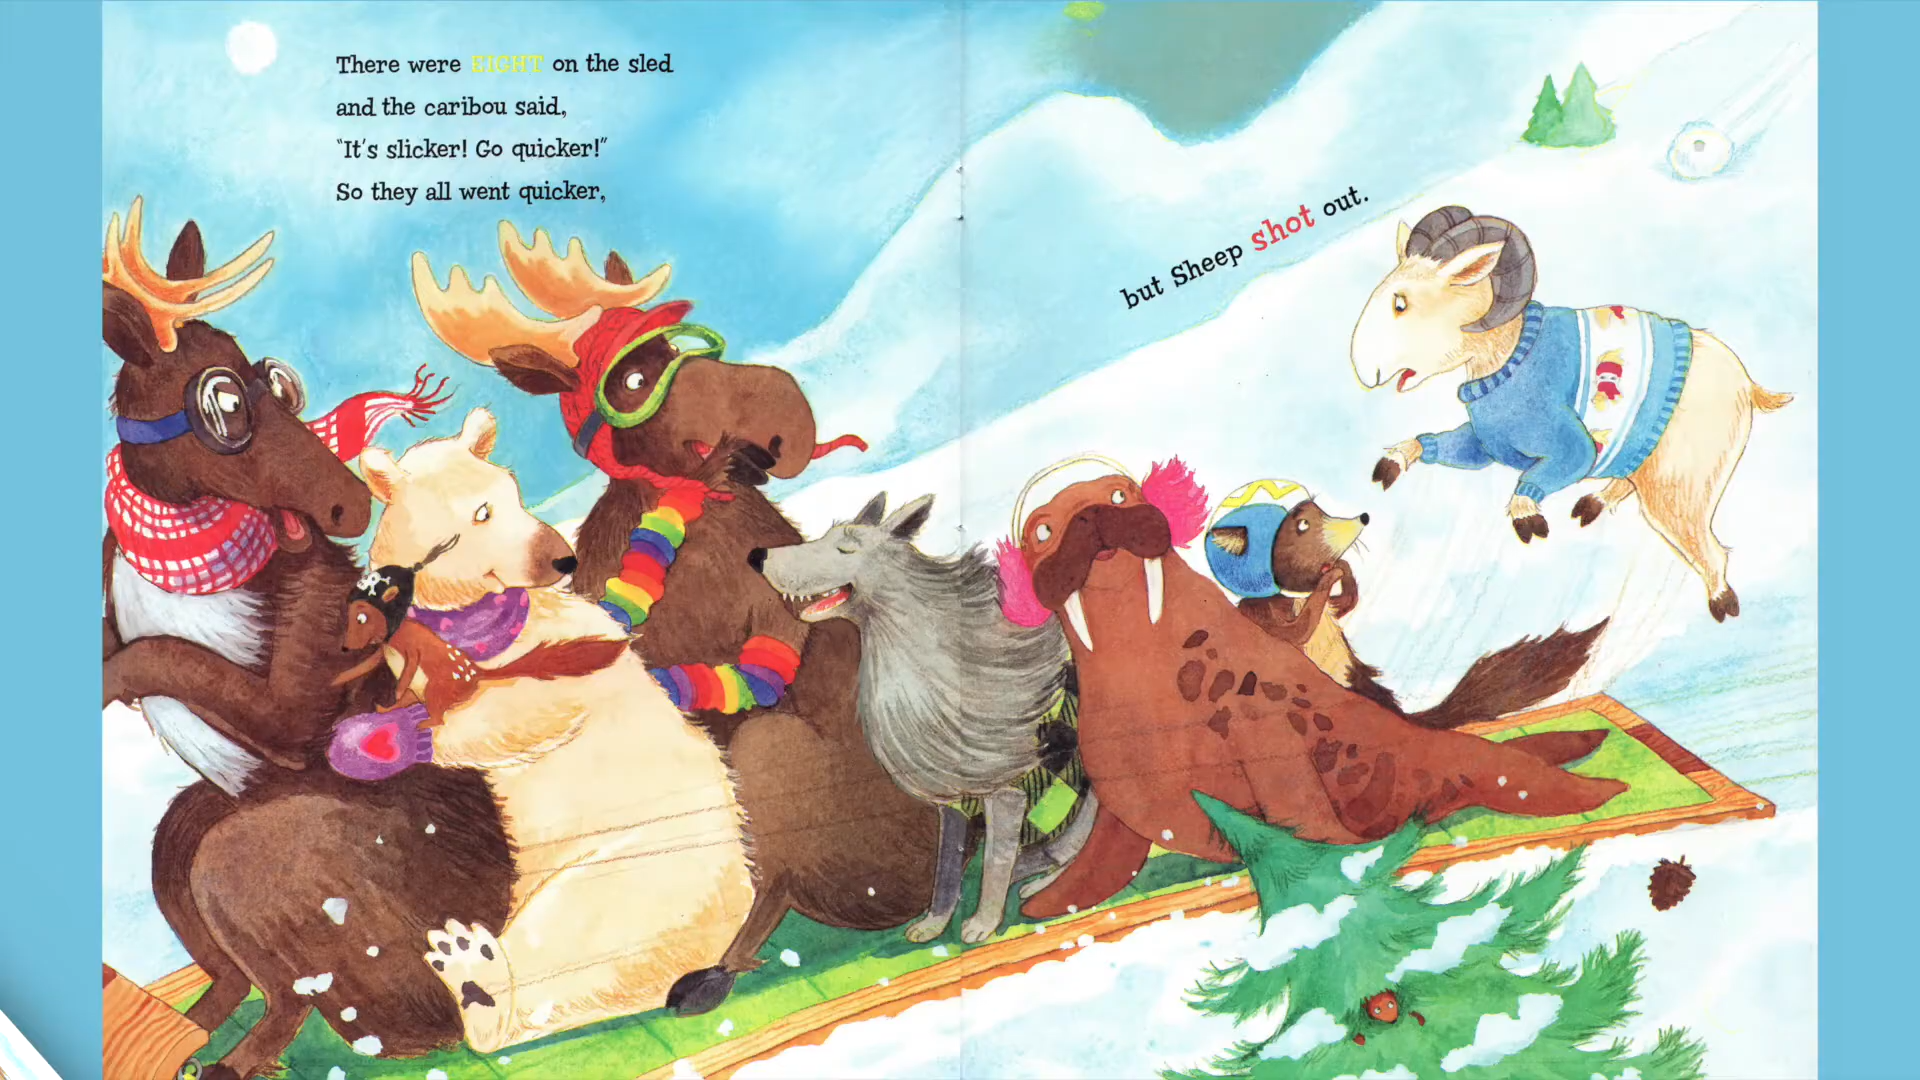 There were EIGHT on the sled
and the caribou said,
"It's slicker! Go quicker!"
So they all went quicker,
but Sheep shot out.